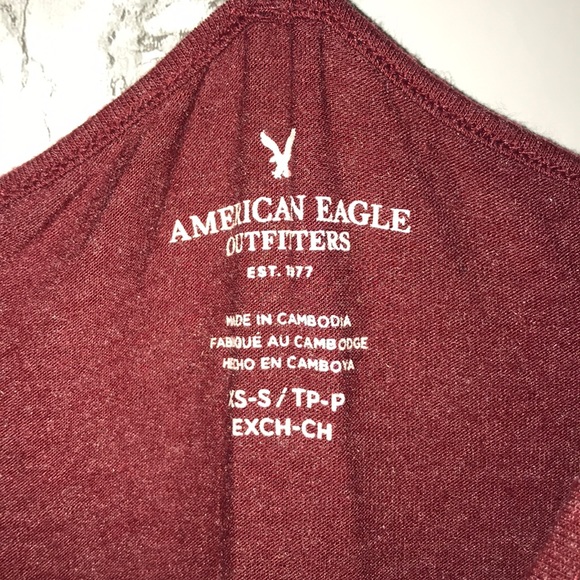 AMERICAN EAGLE
OUTFITTERS
EST. 1977
MADE IN CAMBODIA
FABRIQUÉ AU CAMBODGE
HECHO EN CAMBOYA
XS-S / TP-P
EXCH-CH